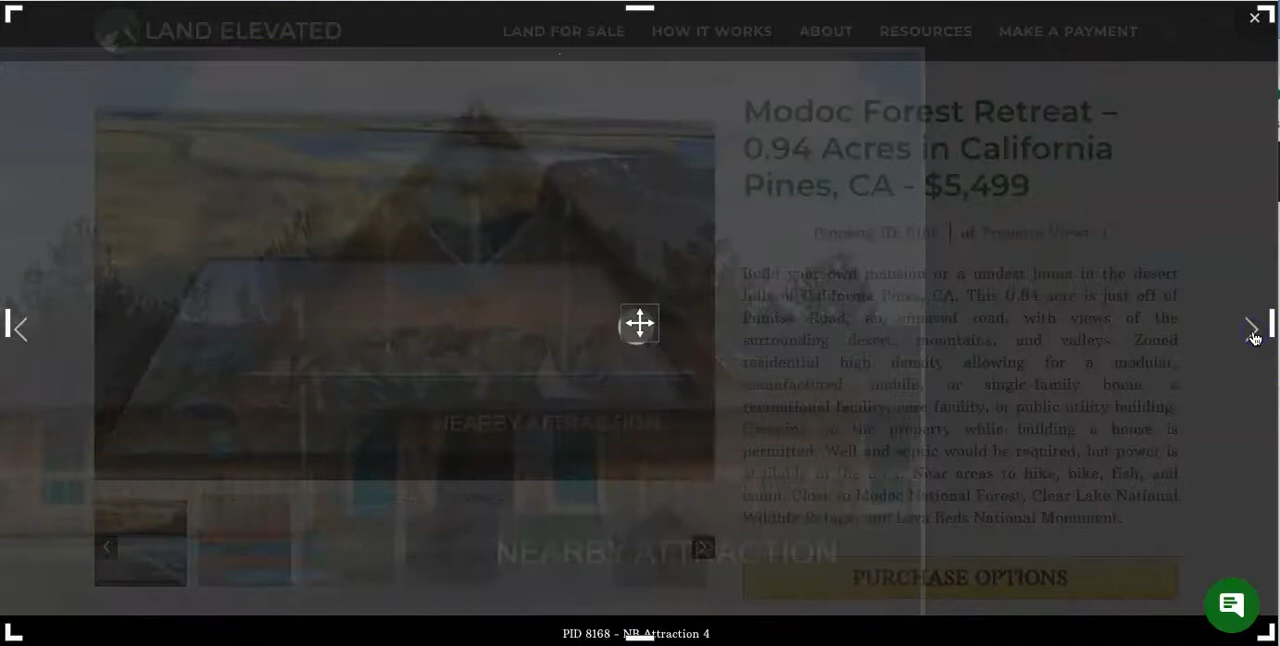 LAND ELEVATED
LAND FOR SALE HOW IT WORKS ABOUT RESOURCES MAKE A PAYMENT
Modoc Forest Retreat –
0.94 Acres in California
Pines, CA - $5,499
Property ID: 8168 Property Views:
Build your own mansion or a modest home in the desert
hills of California Pines, CA. This 0.94 acre is just off of
Pumice Road, an unpaved road, with views of the
surrounding desert, mountains, and valleys. Zoned
residential high density allowing for a modular,
manufactured mobile, or single-family home, a
recreational facility, care facility, or public utility building.
Camping on the property while building a house is
permitted. Well and septic would be required, but power is
available in the area. Near areas to hike, bike, fish, and
hunt. Close to Modoc National Forest, Clear Lake National
Wildlife Refuge, and Lava Beds National Monument.
NEARBY ATTRACTION
NEARBY ATTRACTION
PURCHASE OPTIONS
PID 8168 - NB Attraction 4